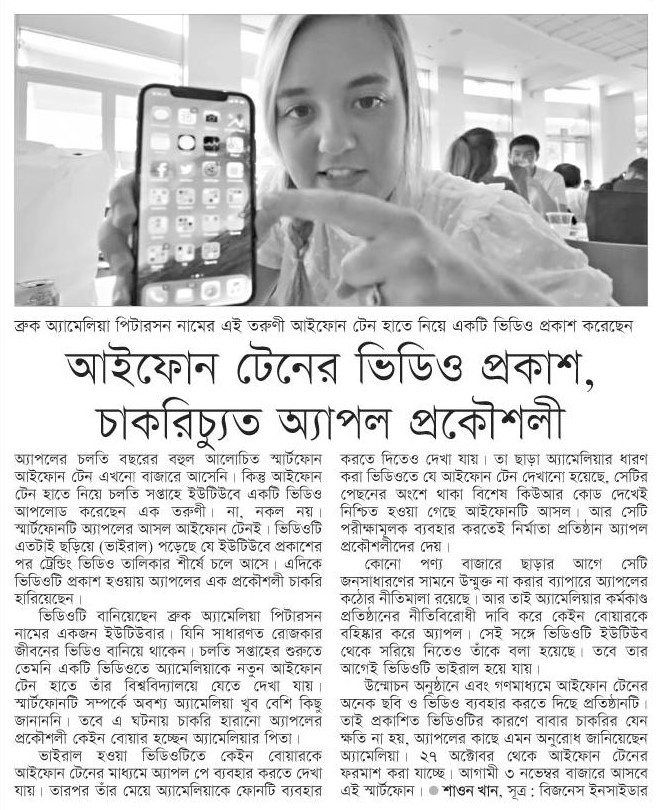 ব্রুক অ্যামেলিয়া পিটারসন নামের এই তরুণী আইফোন টেন হাতে নিয়ে একটি ভিডিও প্রকাশ করেছেন
আইফোন টেনের ভিডিও প্রকাশ,
চাকরিচ্যুত অ্যাপল প্রকৌশলী
অ্যাপলের চলতি বছরের বহুল আলোচিত স্মার্টফোন
আইফোন টেন এখনো বাজারে আসেনি। কিন্তু আইফোন
টেন হাতে নিয়ে চলতি সপ্তাহে ইউটিউবে একটি ভিডিও
আপলোড করেছেন এক তরুণী। না, নকল নয়।
স্মার্টফোনটি অ্যাপলের আসল আইফোন টেনই। ভিডিওটি
এতটাই ছড়িয়ে (ভাইরাল) পড়েছে যে ইউটিউবে প্রকাশের
পর ট্রেন্ডিং ভিডিও তালিকার শীর্ষে চলে আসে। এদিকে
ভিডিওটি প্রকাশ হওয়ায় অ্যাপলের এক প্রকৌশলী চাকরি
হারিয়েছেন।
ভিডিওটি বানিয়েছেন ব্রুক অ্যামেলিয়া পিটারসন
নামের একজন ইউটিউবার। যিনি সাধারণত রোজকার
জীবনের ভিডিও বানিয়ে থাকেন। চলতি সপ্তাহের শুরুতে
তেমনি একটি ভিডিওতে অ্যামেলিয়াকে নতুন আইফোন
টেন হাতে তাঁর বিশ্ববিদ্যালয়ে যেতে দেখা যায়।
স্মার্টফোনটি সম্পর্কে অবশ্য অ্যামেলিয়া খুব বেশি কিছু
জানাননি। তবে এ ঘটনায় চাকরি হারানো অ্যাপলের
প্রকৌশলী কেইন বোয়ার হচ্ছেন অ্যামেলিয়ার পিতা।
ভাইরাল হওয়া ভিডিওটিতে কেইন বোয়ারকে
আইফোন টেনের মাধ্যমে অ্যাপল পে ব্যবহার করতে দেখা
যায়। তারপর তাঁর মেয়ে অ্যামেলিয়াকে ফোনটি ব্যবহার
করতে দিতেও দেখা যায়। তা ছাড়া অ্যামেলিয়ার ধারণ
করা ভিডিওতে যে আইফোন টেন দেখানো হয়েছে, সেটির
পেছনের অংশে থাকা বিশেষ কিউআর কোড দেখেই
নিশ্চিত হওয়া গেছে আইফোনটি আসল। আর সেটি
পরীক্ষামূলক ব্যবহার করতেই নির্মাতা প্রতিষ্ঠান অ্যাপল
প্রকৌশলীদের দেয়।
কোনো পণ্য বাজারে ছাড়ার আগে সেটি
জনসাধারণের সামনে উন্মুক্ত না করার ব্যাপারে অ্যাপলের
কঠোর নীতিমালা রয়েছে। আর তাই অ্যামেলিয়ার কর্মকাণ্ড
প্রতিষ্ঠানের নীতিবিরোধী দাবি করে কেইন বোয়ারকে
বহিষ্কার করে অ্যাপল। সেই সঙ্গে ভিডিওটি ইউটিউব
থেকে সরিয়ে নিতেও তাঁকে বলা হয়েছে। তবে তার
আগেই ভিডিওটি ভাইরাল হয়ে যায়।
উন্মোচন অনুষ্ঠানে এবং গণমাধ্যমে আইফোন টেনের
অনেক ছবি ও ভিডিও ব্যবহার করতে দিছে প্রতিষ্ঠানটি।
তাই প্রকাশিত ভিডিওটির কারণে বাবার চাকরির যেন
ক্ষতি না হয়, অ্যাপলের কাছে এমন অনুরোধ জানিয়েছেন
অ্যামেলিয়া। ২৭ অক্টোবর থেকে আইফোন টেনের
ফরমাশ করা যাচ্ছে। আগামী ৩ নভেম্বর বাজারে আসবে
এই স্মার্টফোন। ● শাওন খান, সূত্র : বিজনেস ইনসাইডার